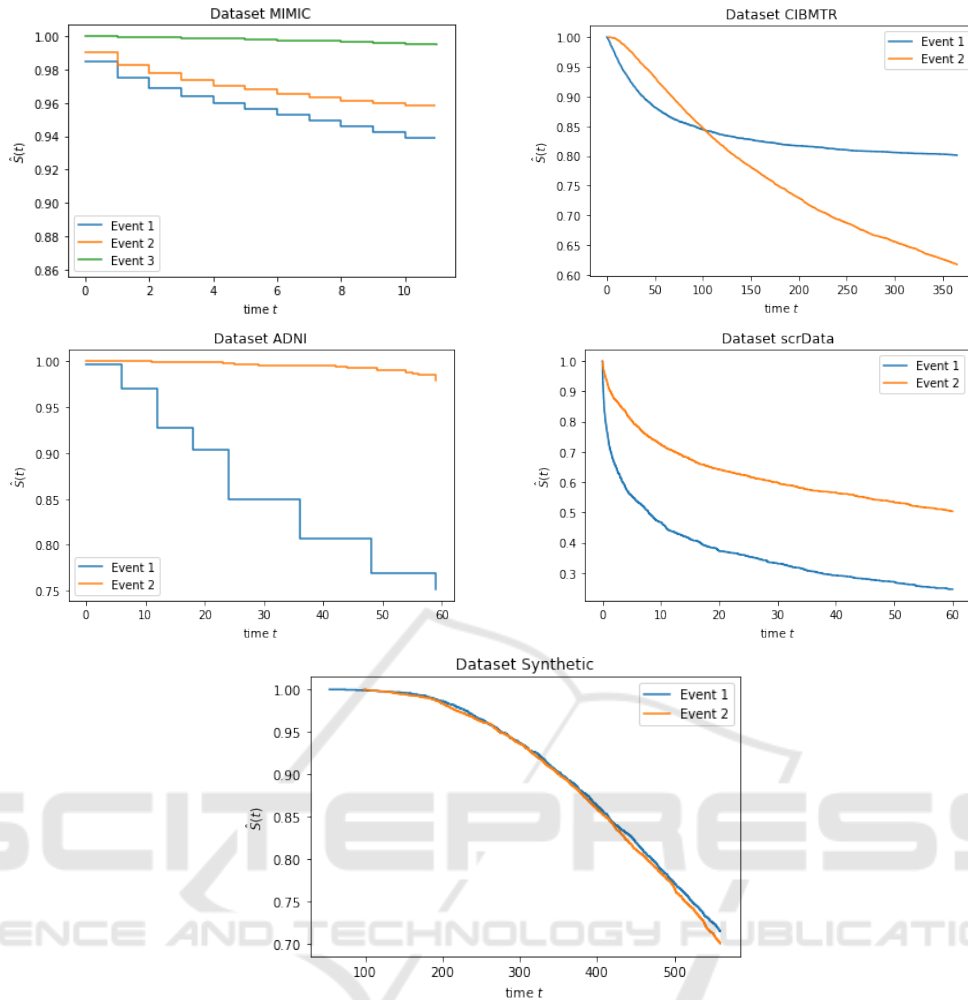 Dataset MIMIC
1.00
0.98
0.96
0.94
0.92
0.90
0.88
0.86
Ŝ(t)
Event 1
Event 2
Event 3
0 2 4 6 8 10
time t
Dataset CIBMTR
1.00
0.95
0.90
0.85
0.80
0.75
0.70
0.65
0.60
Ŝ(t)
Event 1
Event 2
0 50 100 150 200 250 300 350
time t
Dataset ADNI
1.00
0.95
0.90
0.85
0.80
0.75
Ŝ(t)
Event 1
Event 2
0 10 20 30 40 50 60
time t
Dataset scrData
1.0
0.9
0.8
0.7
0.6
0.5
0.4
0.3
Ŝ(t)
Event 1
Event 2
0 10 20 30 40 50 60
time t
Dataset Synthetic
1.00
0.95
0.90
0.85
0.80
0.75
0.70
Ŝ(t)
Event 1
Event 2
100 200 300 400 500
time t
SCITEPRESS
ENCE AND TECHNOLOGY PUBLICATIO